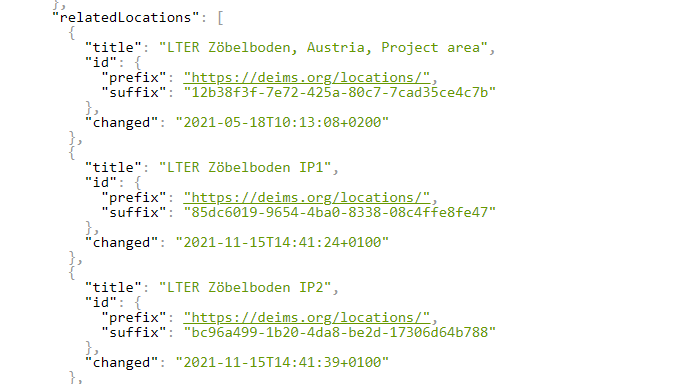 },
"relatedLocations": [
{
"title": "LTER Zöbelboden, Austria, Project area",
"id": {
"prefix": "https://deims.org/locations/",
"suffix": "12b38f3f-7e72-425a-80c7-7cad35ce4c7b"
},
"changed": "2021-05-18T10:13:08+0200"
},
{
"title": "LTER Zöbelboden IP1",
"id": {
"prefix": "https://deims.org/locations/",
"suffix": "85dc6019-9654-4ba0-8338-08c4ffe8fe47"
},
"changed": "2021-11-15T14:41:24+0100"
},
{
"title": "LTER Zöbelboden IP2",
"id": {
"prefix": "https://deims.org/locations/",
"suffix": "bc96a499-1b20-4da8-be2d-17306d64b788"
},
"changed": "2021-11-15T14:41:39+0100"
},